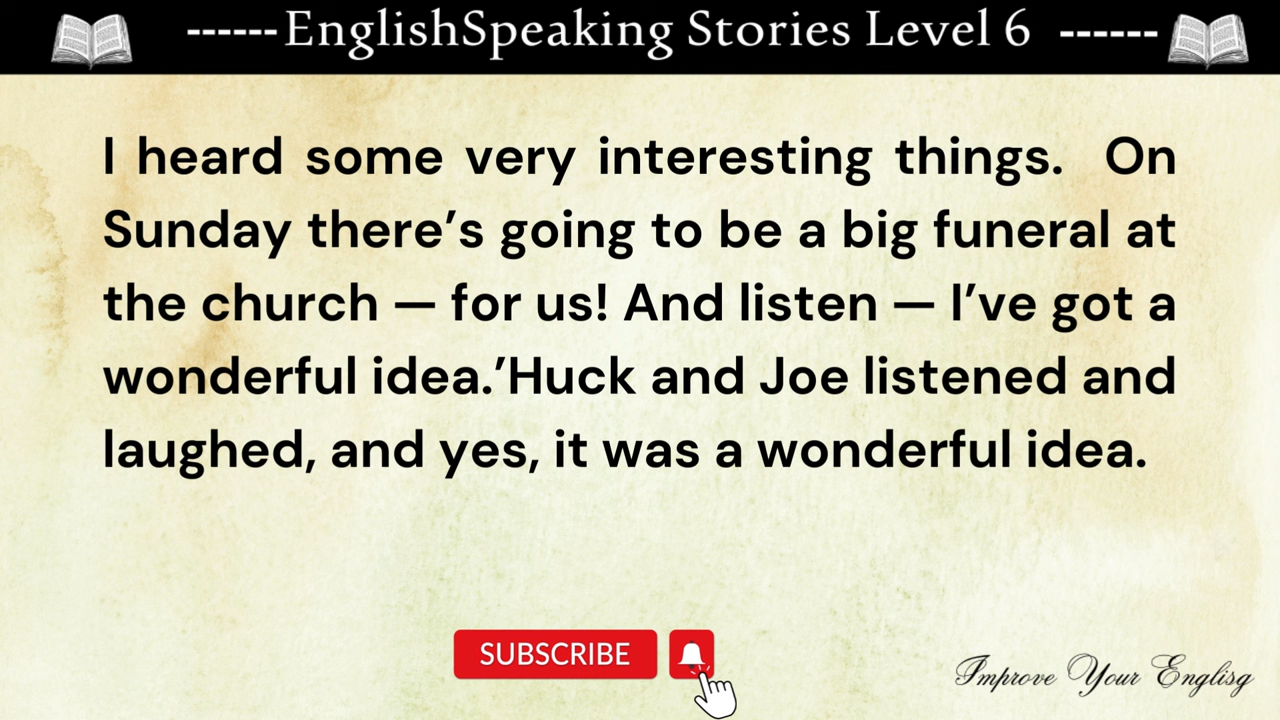 ------EnglishSpeaking Stories Level 6 ------
I heard some very interesting things. On
Sunday there’s going to be a big funeral at
the church — for us! And listen — I’ve got a
wonderful idea.’Huck and Joe listened and
laughed, and yes, it was a wonderful idea.
SUBSCRIBE
Improve Your Englisg